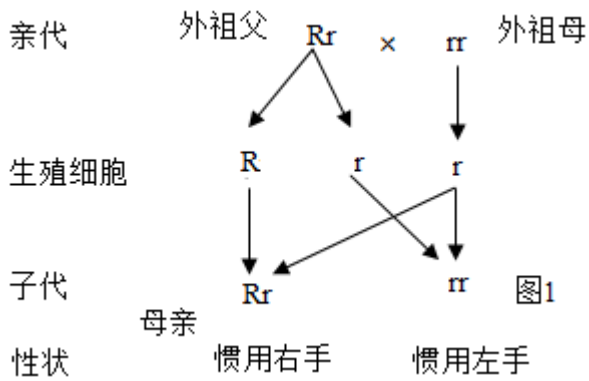 亲代 外祖父 Rr × rr 外祖母
生殖细胞 R r r
子代 Rr rr 图1
母亲
性状 惯用右手 惯用左手